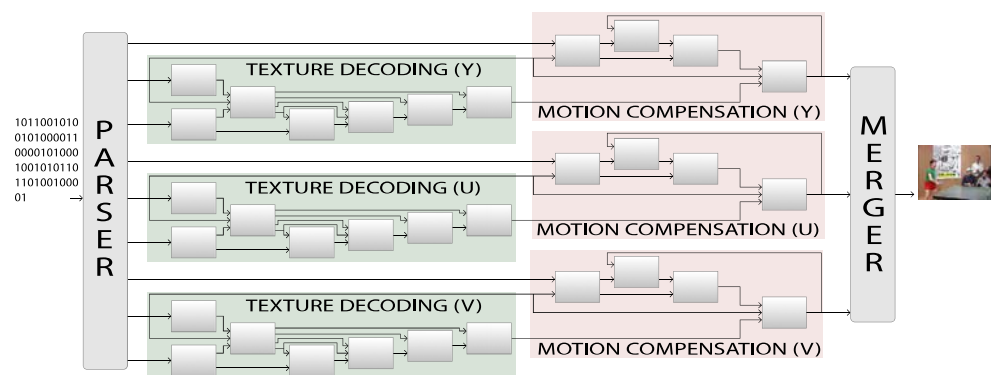 1011001010
0101000011
0000101000
1001010110
1101001000
01
PARSER
TEXTURE DECODING (Y)
MOTION COMPENSATION (Y)
TEXTURE DECODING (U)
MOTION COMPENSATION (U)
TEXTURE DECODING (V)
MOTION COMPENSATION (V)
MERGER